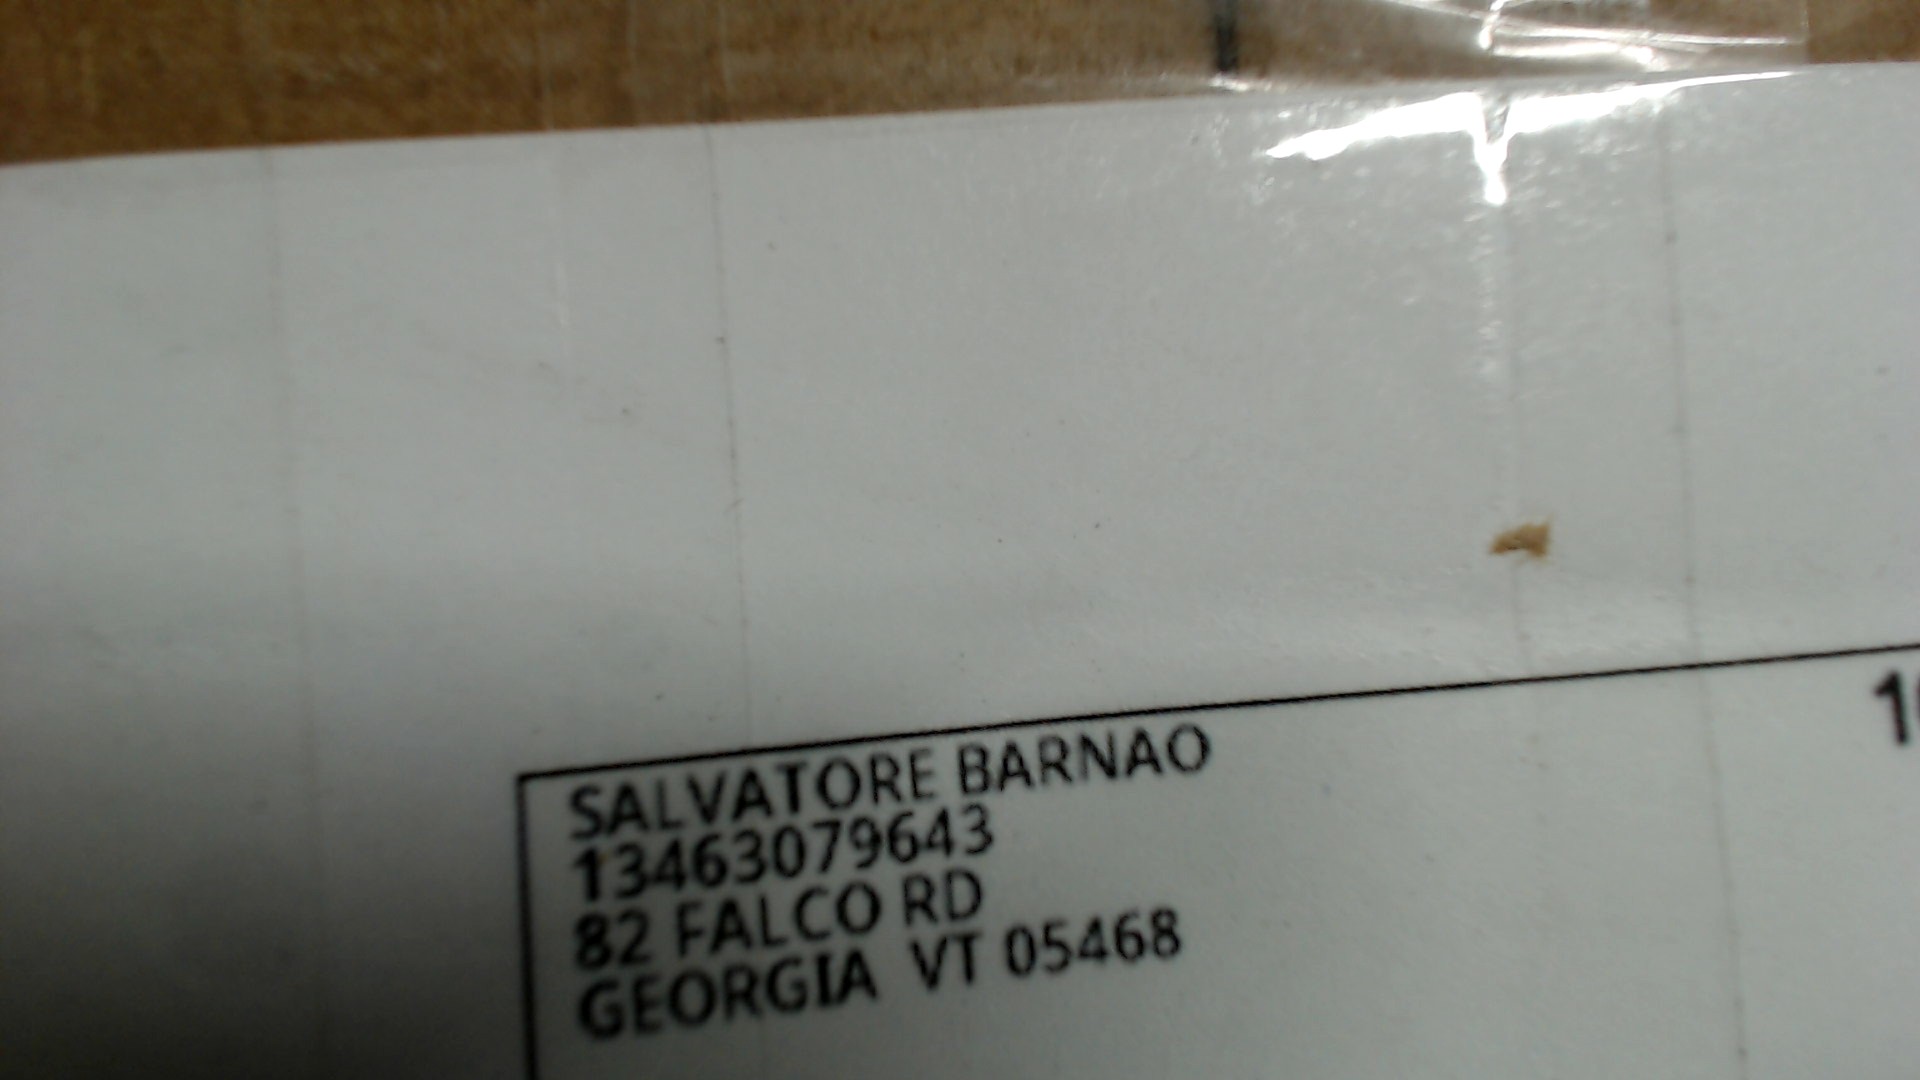 SALVATORE BARNAO
13463079643
82 FALCO RD
GEORGIA VT 05468